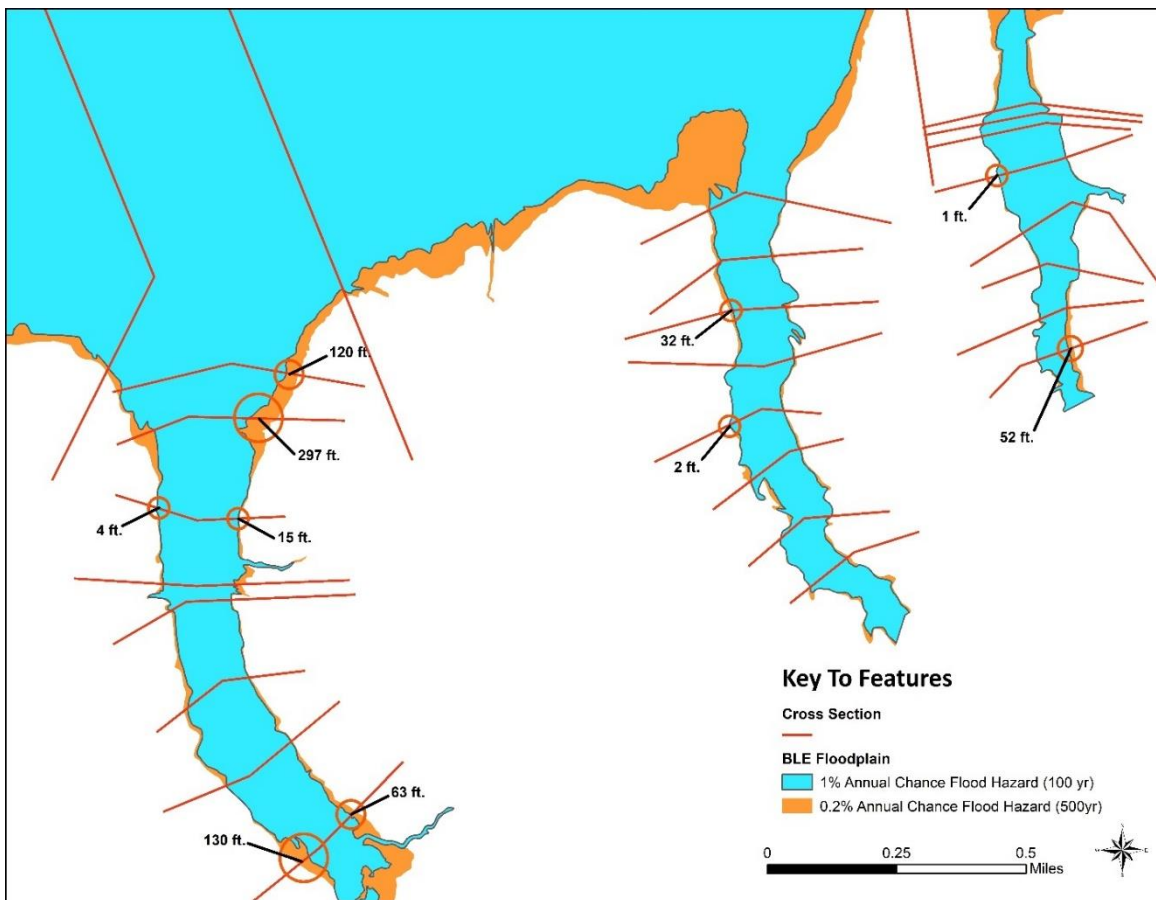 1 ft.
32 ft.
120 ft.
52 ft.
297 ft.
2 ft.
4 ft.
15 ft.
63 ft.
130 ft.
Key To Features
Cross Section
BLE Floodplain
1% Annual Chance Flood Hazard (100 yr)
0.2% Annual Chance Flood Hazard (500yr)
0 0.25 0.5
Miles